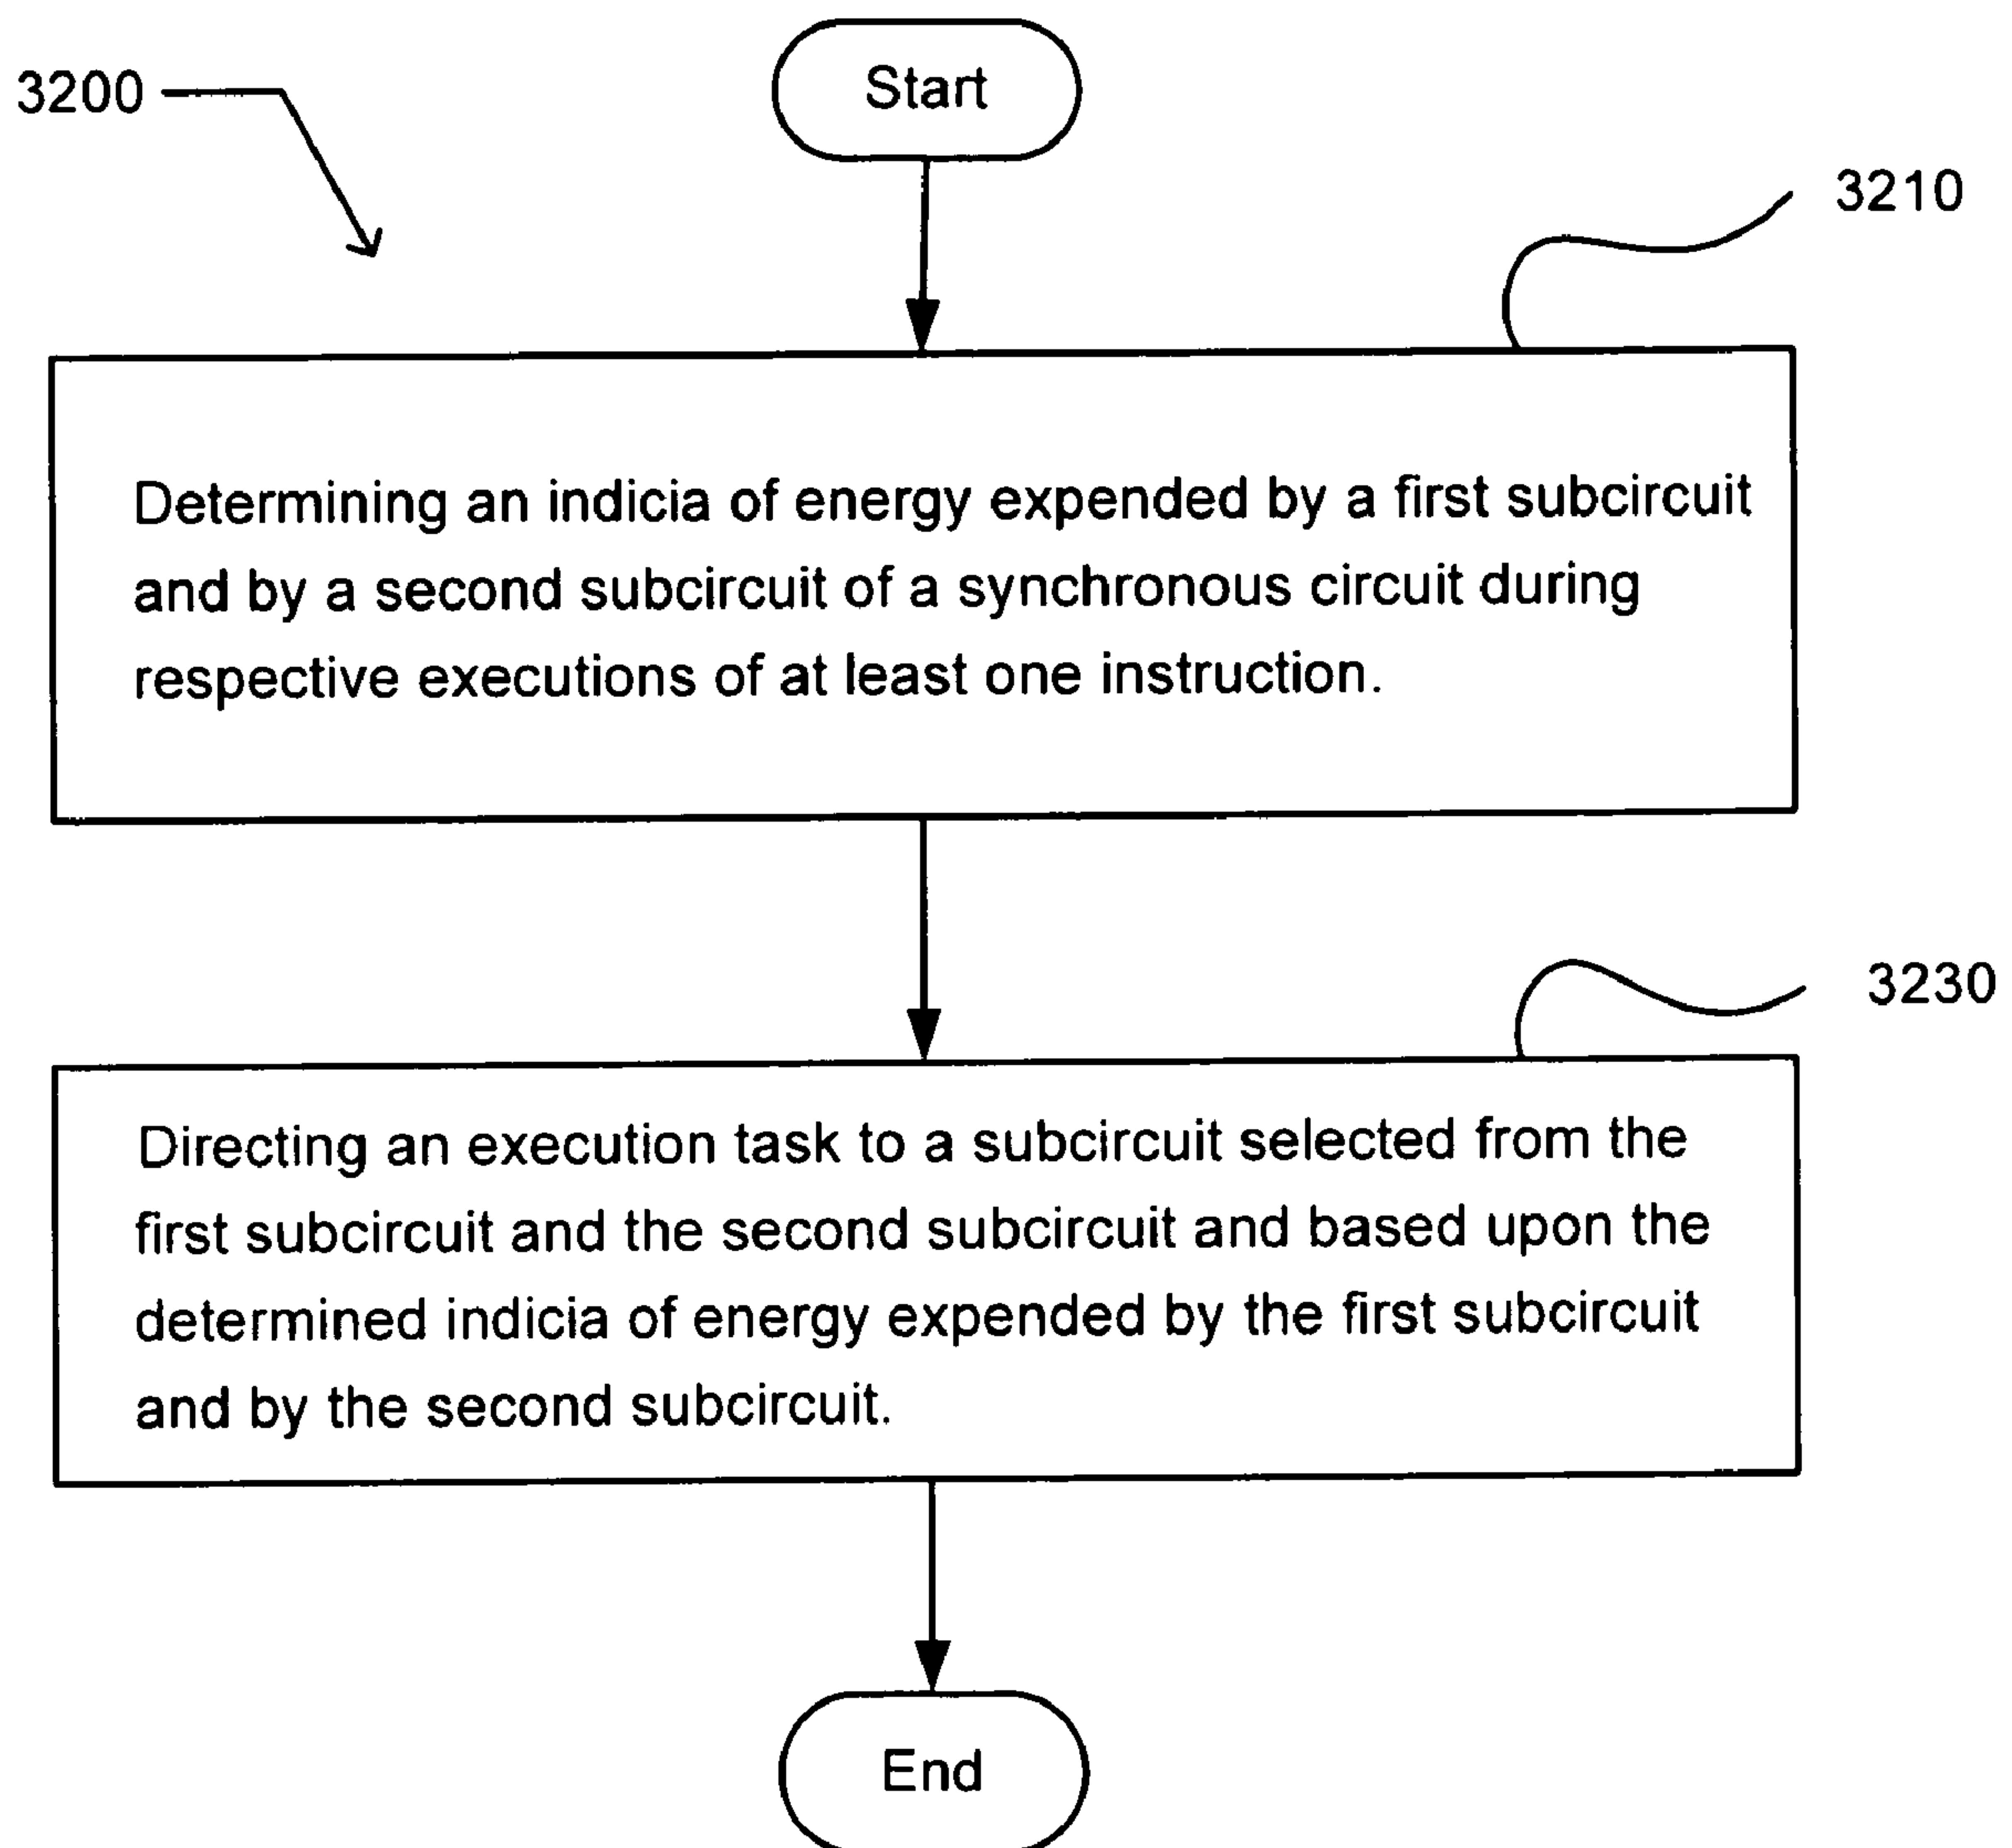 Start
3200
3210
Determining an indicia of energy expended by a first subcircuit
and by a second subcircuit of a synchronous circuit during
respective executions of at least one instruction.
3230
Directing an execution task to a subcircuit selected from the
first subcircuit and the second subcircuit and based upon the
determined indicia of energy expended by the first subcircuit
and by the second subcircuit.
End